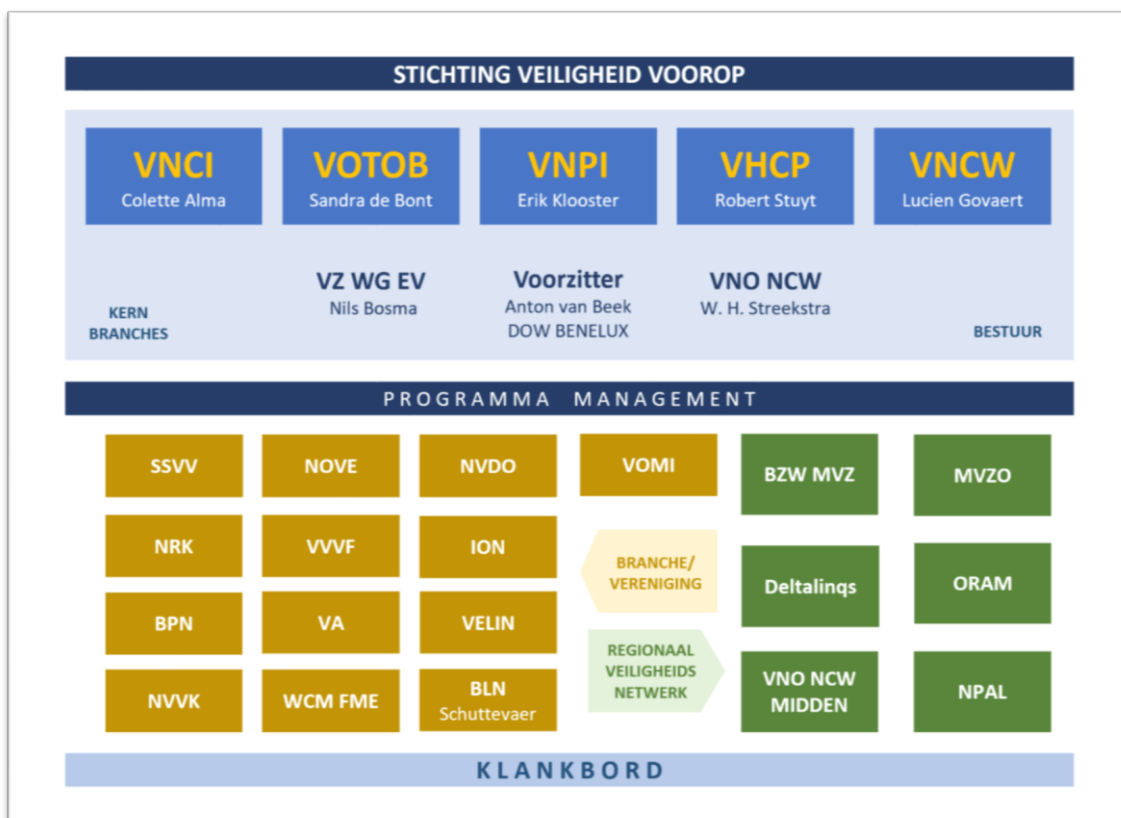 STICHTING VEILIGHEID VOOROP
VNCI
Colette Alma
VOTOB
Sandra de Bont
VNPI
Erik Klooster
VHCP
Robert Stuyt
VNCW
Lucien Govaert
VZ WG EV
Nils Bosma
Voorzitter
Anton van Beek
DOW BENELUX
VNO NCW
W. H. Streekstra
KERN
BRANCHES
BESTUUR
PROGRAMMA MANAGEMENT
SSVV
NOVE
NVDO
VOMI
BZW MVZ
MVZO
NRK
VVVF
ION
BRANCHE/
VERENIGING
Deltalinqs
ORAM
BPN
VA
VELIN
REGIONAAL
VEILIGHEIDS
NETWERK
VNO NCW
MIDDEN
NPAL
NVVK
WCM FME
BLN
Schuttevaer
KLANKBORD